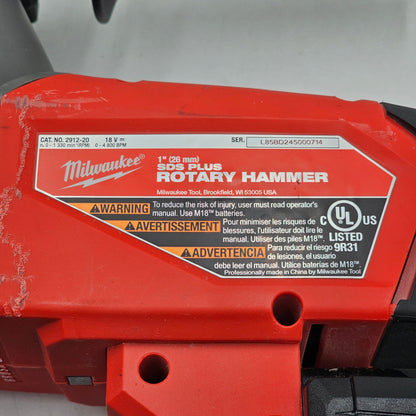 CAT. NO. 2912-20 18 V ⎓ SER. L85BD245000714
n₀ 0 - 1 330 min⁻¹(RPM) 0 - 4 800 BPM
Milwaukee®
1" (26 mm)
SDS PLUS
ROTARY HAMMER
Milwaukee Tool, Brookfield, WI 53005 USA
WARNING To reduce the risk of injury, user must read operator's
manual. Use M18™ batteries.
AVERTISSEMENT Pour minimiser les risques de
blessures, l'utilisateur doit lire le
manuel. Utiliser des piles M18™.
ADVERTENCIA Para reducir el riesgo
de lesiones, el usuario
debe leer el manual. Utilice baterías de M18™.
Professionally made in China by Milwaukee Tool
C UL US
LISTED
9R31